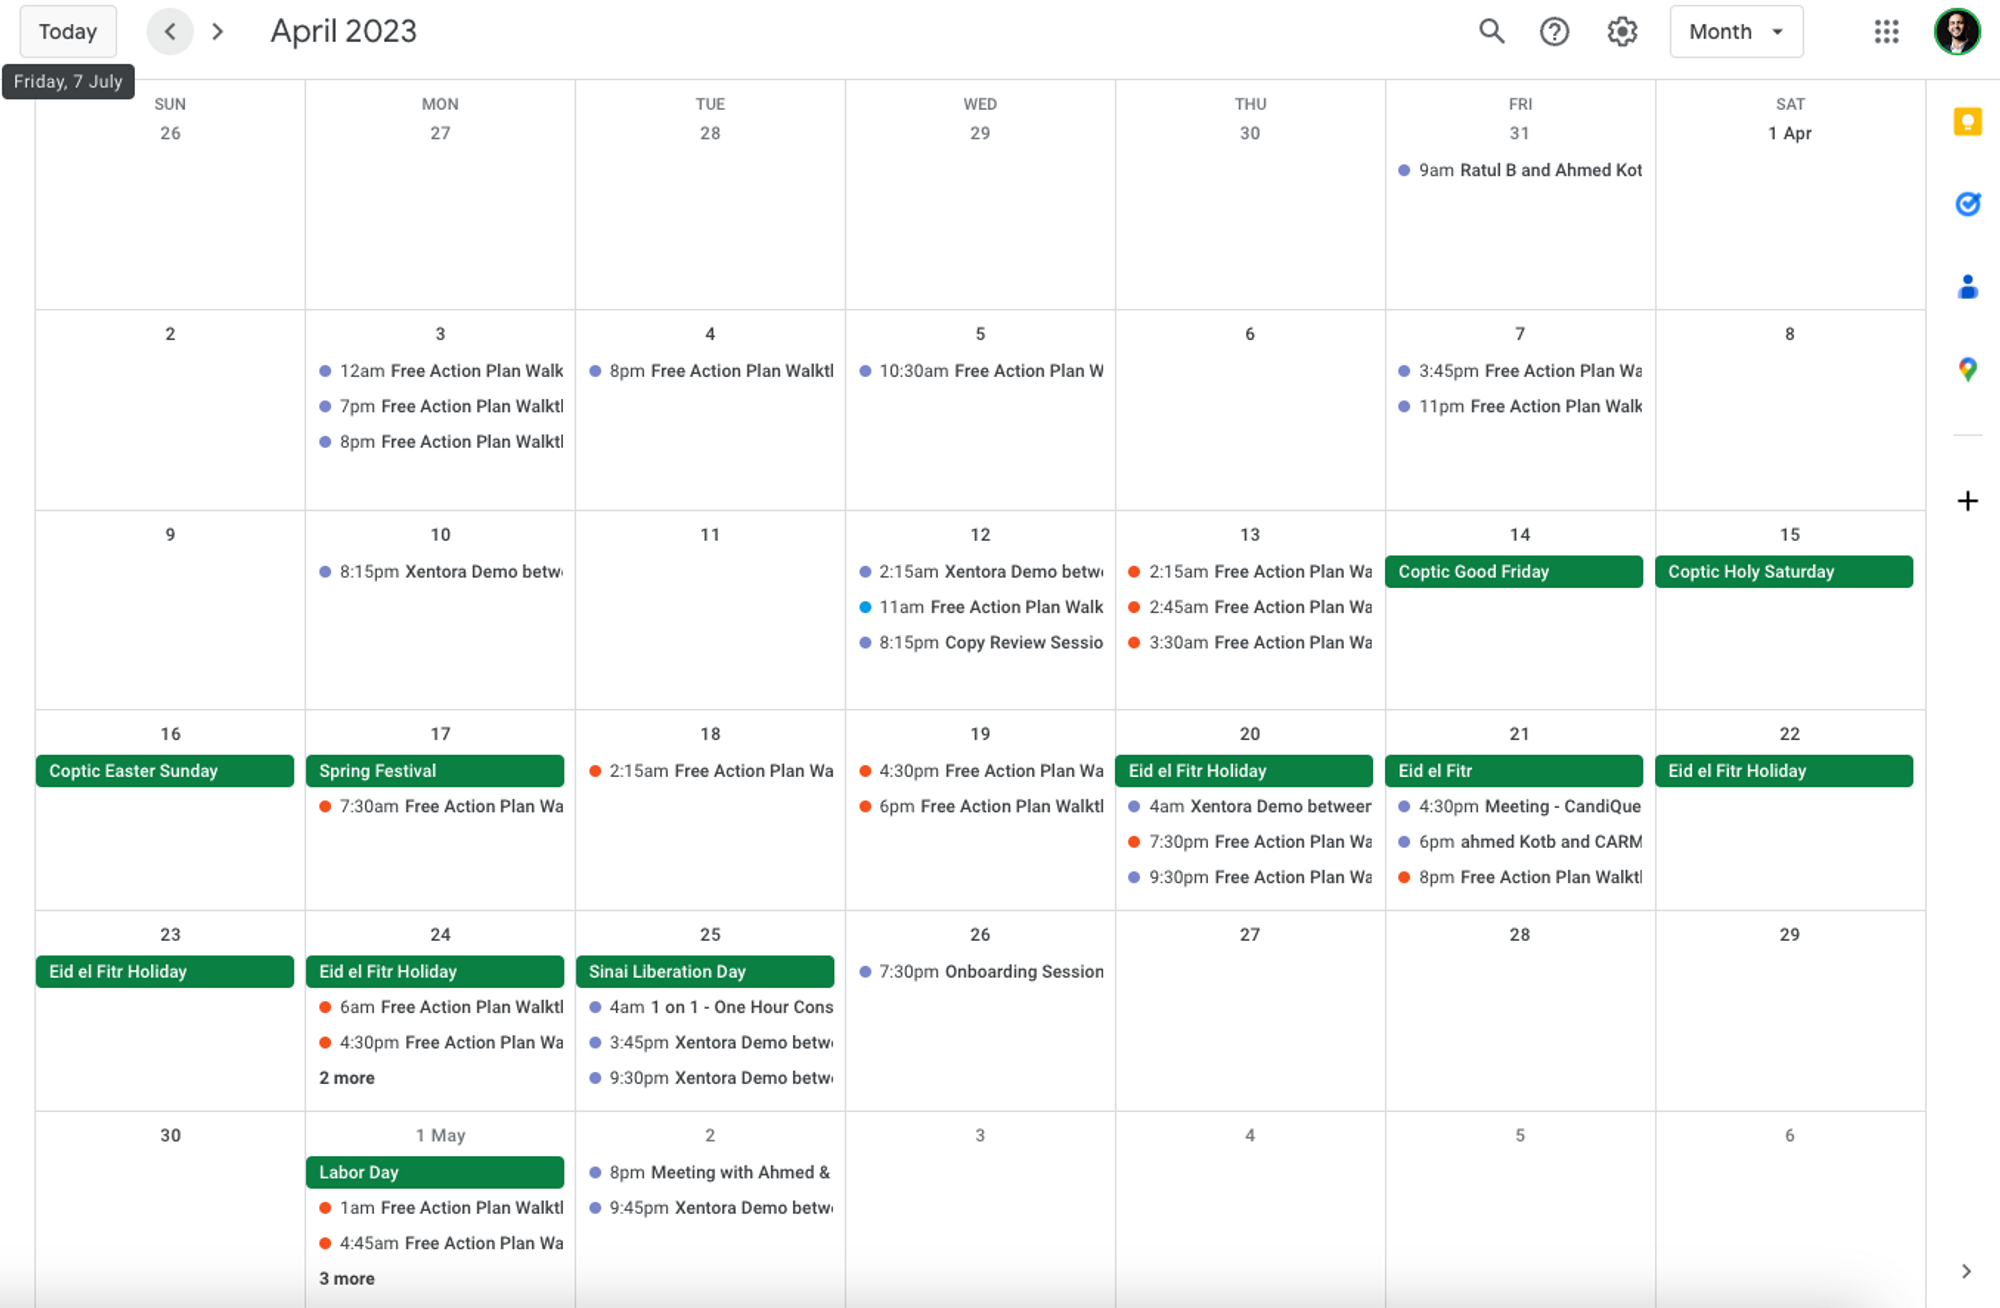 Today
April 2023
Month
Friday, 7 July
SUN MON TUE WED THU FRI SAT
26 27 28 29 30 31 1 Apr
9am Ratul B and Ahmed Kot
2 3 4 5 6 7 8
12am Free Action Plan Walk
7pm Free Action Plan Walktl
8pm Free Action Plan Walktl
8pm Free Action Plan Walktl
10:30am Free Action Plan W
3:45pm Free Action Plan Wa
11pm Free Action Plan Walk
9 10 11 12 13 14 15
8:15pm Xentora Demo betw
2:15am Xentora Demo betw
11am Free Action Plan Walk
8:15pm Copy Review Sessio
2:15am Free Action Plan Wa
2:45am Free Action Plan Wa
3:30am Free Action Plan Wa
Coptic Good Friday
Coptic Holy Saturday
16 17 18 19 20 21 22
Coptic Easter Sunday
Spring Festival
7:30am Free Action Plan Wa
2:15am Free Action Plan Wa
4:30pm Free Action Plan Wa
6pm Free Action Plan Walktl
Eid el Fitr Holiday
4am Xentora Demo between
7:30pm Free Action Plan Wa
9:30pm Free Action Plan Wa
Eid el Fitr
4:30pm Meeting - CandiQue
6pm ahmed Kotb and CARM
8pm Free Action Plan Walktl
Eid el Fitr Holiday
23 24 25 26 27 28 29
Eid el Fitr Holiday
Eid el Fitr Holiday
6am Free Action Plan Walktl
4:30pm Free Action Plan Wa
2 more
Sinai Liberation Day
4am 1 on 1 - One Hour Cons
3:45pm Xentora Demo betw
9:30pm Xentora Demo betw
7:30pm Onboarding Session
30 1 May 2 3 4 5 6
Labor Day
1am Free Action Plan Walktl
4:45am Free Action Plan Wa
3 more
8pm Meeting with Ahmed &
9:45pm Xentora Demo betw